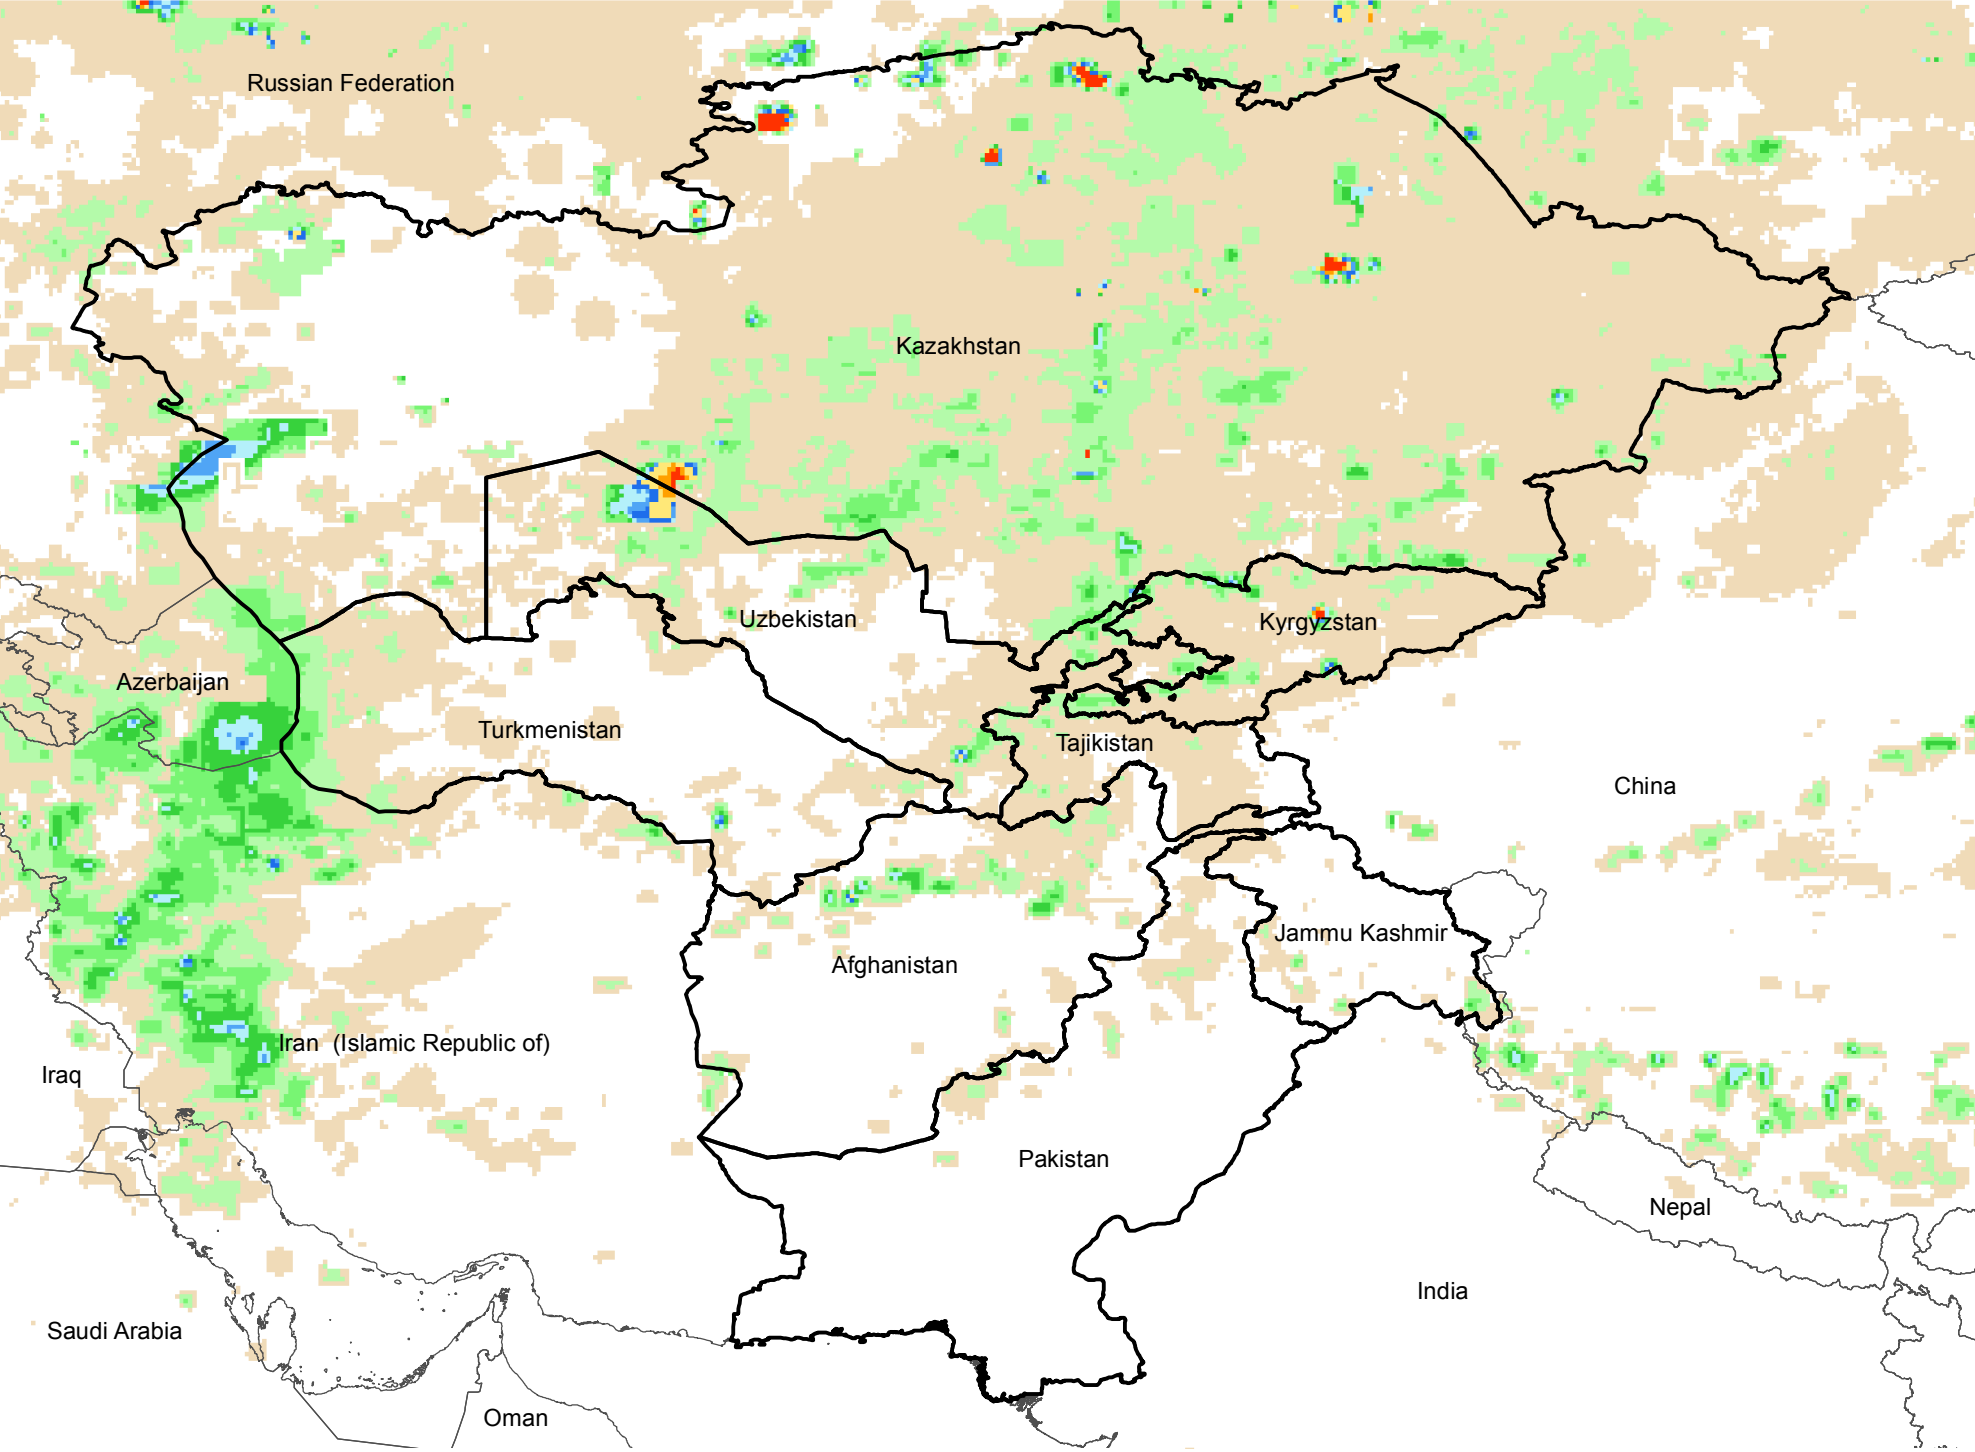 Russian Federation
Kazakhstan
Uzbekistan
Kyrgyzstan
Azerbaijan
Turkmenistan
Tajikistan
China
Jammu Kashmir
Afghanistan
Iran (Islamic Republic of)
Iraq
Pakistan
Nepal
India
Saudi Arabia
Oman